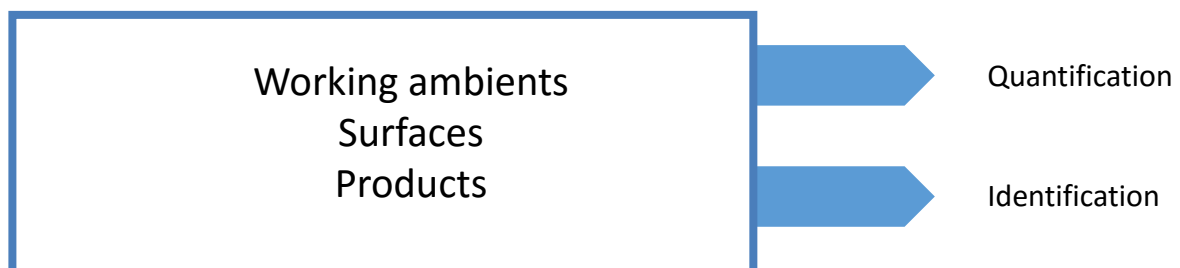 Working ambients
Surfaces
Products
Quantification
Identification